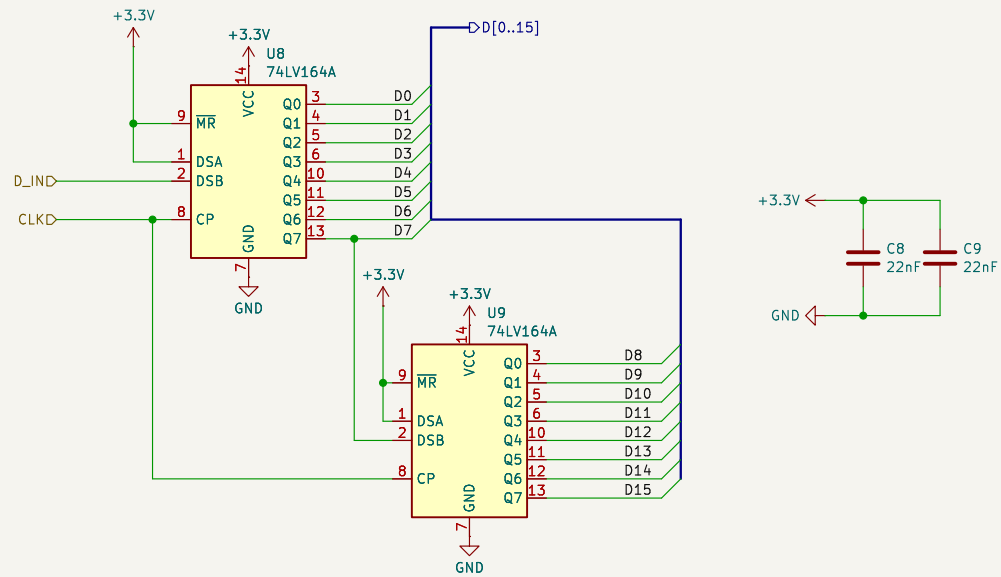 +3.3V
+3.3V
U8
74LV164A
14
VCC
9 MR
1 DSA
2 DSB
8 CP
GND
7
GND
Q0 3
Q1 4
Q2 5
Q3 6
Q4 10
Q5 11
Q6 12
Q7 13
D0
D1
D2
D3
D4
D5
D6
D7
D[0..15]
D_IN
CLK
+3.3V
+3.3V
U9
74LV164A
14
VCC
9 MR
1 DSA
2 DSB
8 CP
GND
7
GND
Q0 3
Q1 4
Q2 5
Q3 6
Q4 10
Q5 11
Q6 12
Q7 13
D8
D9
D10
D11
D12
D13
D14
D15
+3.3V
C8
22nF
C9
22nF
GND